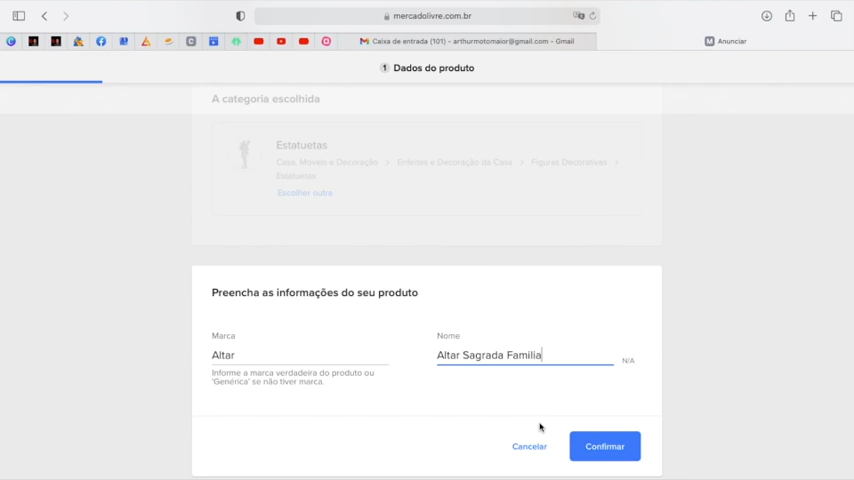 mercadolivre.com.br
Caixa de entrada (101) - arthurmotomaior@gmail.com - Gmail
Anunciar
1 Dados do produto
A categoria escolhida
Estatuetas
Casa, Móveis e Decoração > Enfeites e Decoração da Casa > Figuras Decorativas >
Estatuetas
Escolher outra
Preencha as informações do seu produto
Marca
Nome
Altar
Altar Sagrada Familia
N/A
Informe a marca verdadeira do produto ou
'Genérica' se não tiver marca.
Cancelar
Confirmar